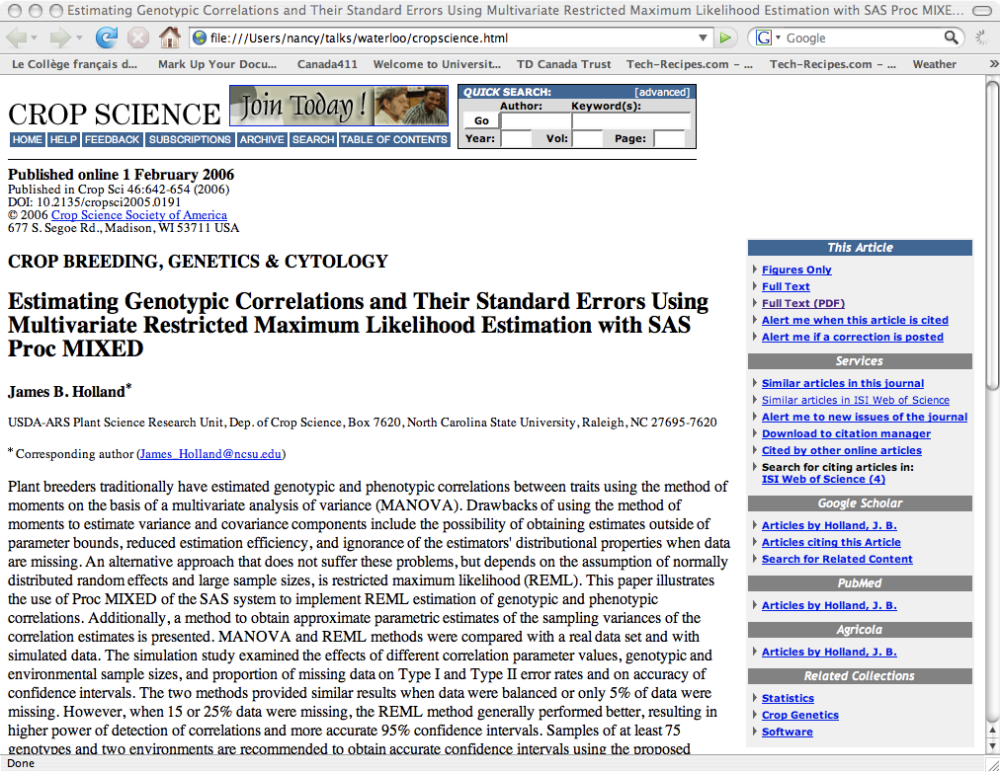 Estimating Genotypic Correlations and Their Standard Errors Using Multivariate Restricted Maximum Likelihood Estimation with SAS Proc MIXE...
file:///Users/nancy/talks/waterloo/cropscience.html
Google
Le Collège français d... Mark Up Your Docu... Canada411 Welcome to Universit... TD Canada Trust Tech-Recipes.com - ... Tech-Recipes.com - ... Weather »
CROP SCIENCE
Join Today !
QUICK SEARCH: [advanced]
Author: Keyword(s):
Go
Year: Vol: Page:
HOME HELP FEEDBACK SUBSCRIPTIONS ARCHIVE SEARCH TABLE OF CONTENTS
Published online 1 February 2006
Published in Crop Sci 46:642-654 (2006)
DOI: 10.2135/cropsci2005.0191
© 2006 Crop Science Society of America
677 S. Segoe Rd., Madison, WI 53711 USA
CROP BREEDING, GENETICS & CYTOLOGY
Estimating Genotypic Correlations and Their Standard Errors Using
Multivariate Restricted Maximum Likelihood Estimation with SAS
Proc MIXED
James B. Holland*
USDA-ARS Plant Science Research Unit, Dep. of Crop Science, Box 7620, North Carolina State University, Raleigh, NC 27695-7620
* Corresponding author (James_Holland@ncsu.edu)
Plant breeders traditionally have estimated genotypic and phenotypic correlations between traits using the method of
moments on the basis of a multivariate analysis of variance (MANOVA). Drawbacks of using the method of
moments to estimate variance and covariance components include the possibility of obtaining estimates outside of
parameter bounds, reduced estimation efficiency, and ignorance of the estimators' distributional properties when data
are missing. An alternative approach that does not suffer these problems, but depends on the assumption of normally
distributed random effects and large sample sizes, is restricted maximum likelihood (REML). This paper illustrates
the use of Proc MIXED of the SAS system to implement REML estimation of genotypic and phenotypic
correlations. Additionally, a method to obtain approximate parametric estimates of the sampling variances of the
correlation estimates is presented. MANOVA and REML methods were compared with a real data set and with
simulated data. The simulation study examined the effects of different correlation parameter values, genotypic and
environmental sample sizes, and proportion of missing data on Type I and Type II error rates and on accuracy of
confidence intervals. The two methods provided similar results when data were balanced or only 5% of data were
missing. However, when 15 or 25% data were missing, the REML method generally performed better, resulting in
higher power of detection of correlations and more accurate 95% confidence intervals. Samples of at least 75
genotypes and two environments are recommended to obtain accurate confidence intervals using the proposed
This Article
Figures Only
Full Text
Full Text (PDF)
Alert me when this article is cited
Alert me if a correction is posted
Services
Similar articles in this journal
Similar articles in ISI Web of Science
Alert me to new issues of the journal
Download to citation manager
Cited by other online articles
Search for citing articles in:
ISI Web of Science (4)
Google Scholar
Articles by Holland, J. B.
Articles citing this Article
Search for Related Content
PubMed
Articles by Holland, J. B.
Agricola
Articles by Holland, J. B.
Related Collections
Statistics
Crop Genetics
Software
Done